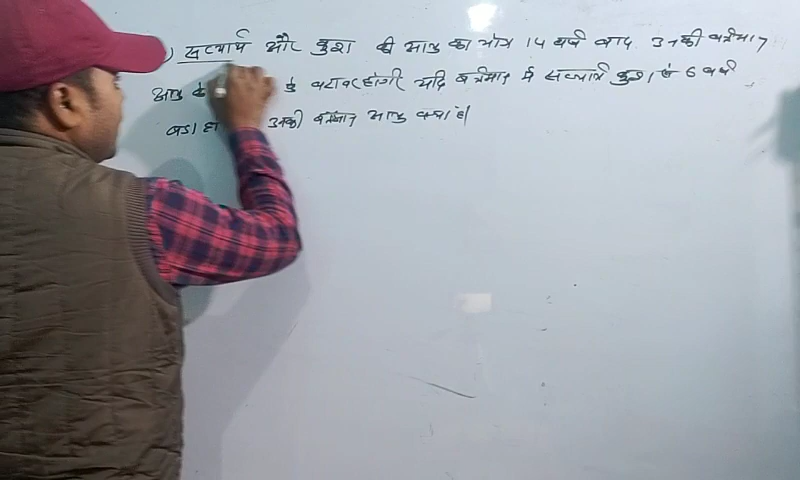 ) सत्यार्थ और कुश की आयु का योग 14 वर्ष बाद उनकी वर्तमान
आयु के के बराबर होगी यदि वर्तमान में सत्यार्थ कुश से 6 वर्ष
बडा हो उनकी वर्तमान आयु क्या है।